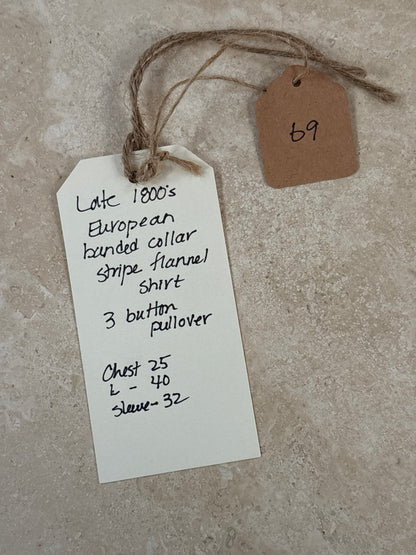 Late 1800's
European
banded collar
stripe flannel
shirt
3 button
pullover
Chest 25
L - 40
Sleeve - 32
69